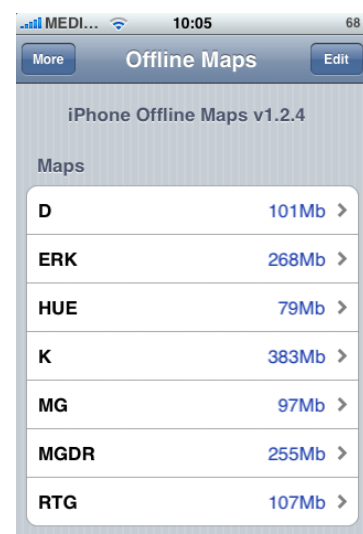 MEDI... 10:05 68
More Offline Maps Edit
iPhone Offline Maps v1.2.4
Maps
D 101Mb
ERK 268Mb
HUE 79Mb
K 383Mb
MG 97Mb
MGDR 255Mb
RTG 107Mb